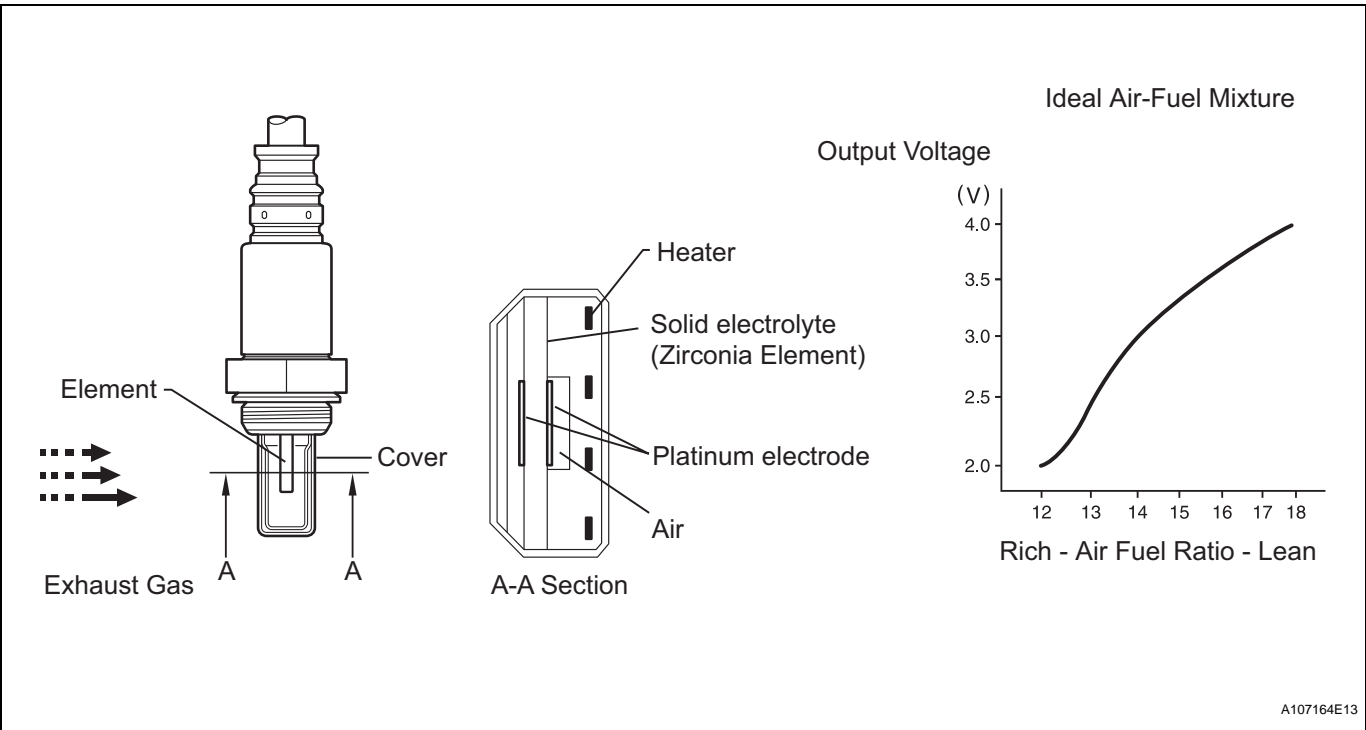 Ideal Air-Fuel Mixture
Output Voltage
(V)
4.0
3.5
3.0
2.5
2.0
12 13 14 15 16 17 18
Rich - Air Fuel Ratio - Lean
Heater
Solid electrolyte
(Zirconia Element)
Platinum electrode
Air
A-A Section
Element
Cover
A A
Exhaust Gas
0 0
A107164E13